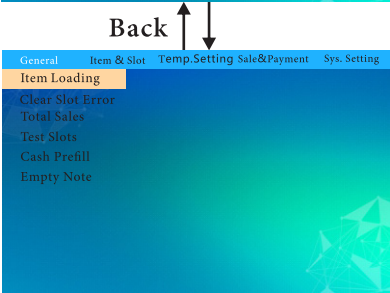 Back
General Item & Slot Temp.Setting Sale&Payment Sys. Setting
Item Loading
Clear Slot Error
Total Sales
Test Slots
Cash Prefill
Empty Note